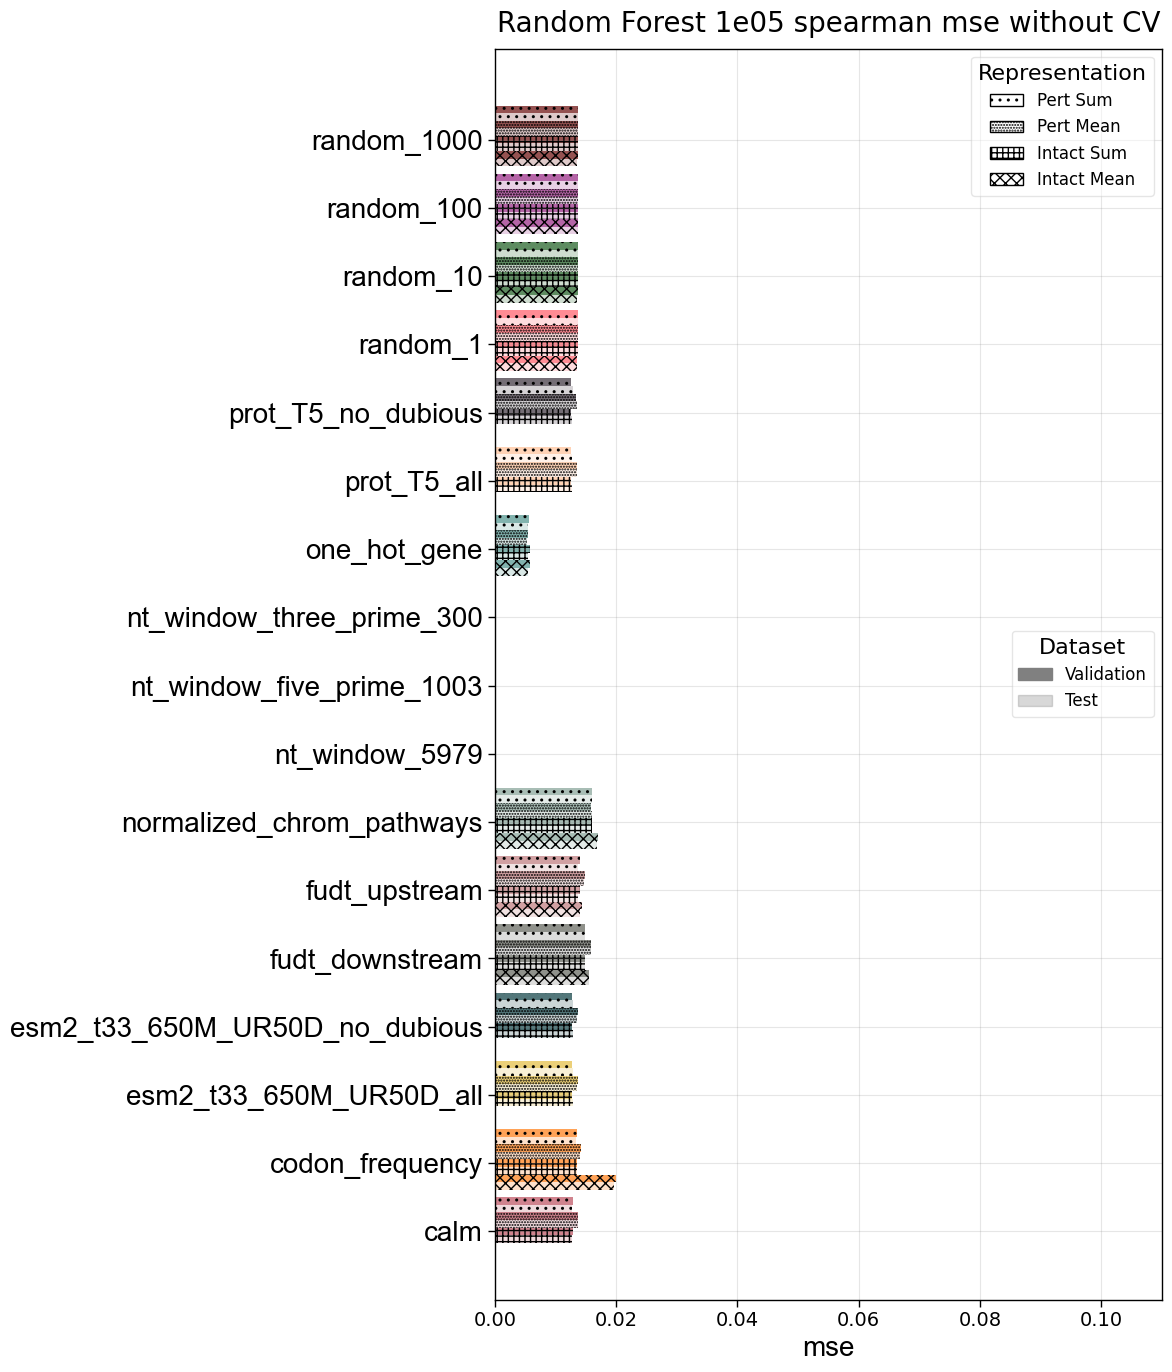 Random Forest 1e05 spearman mse without CV
Representation
Pert Sum
Pert Mean
Intact Sum
Intact Mean
random_1000
random_100
random_10
random_1
prot_T5_no_dubious
prot_T5_all
one_hot_gene
nt_window_three_prime_300
nt_window_five_prime_1003
nt_window_5979
normalized_chrom_pathways
fudt_upstream
fudt_downstream
esm2_t33_650M_UR50D_no_dubious
esm2_t33_650M_UR50D_all
codon_frequency
calm
Dataset
Validation
Test
0.00 0.02 0.04 0.06 0.08 0.10
mse